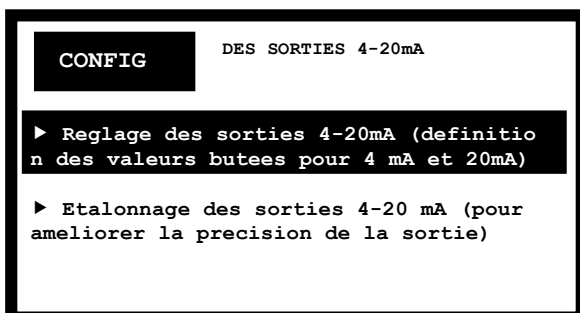 CONFIG
DES SORTIES 4-20mA
▶ Reglage des sorties 4-20mA (definitio
n des valeurs butees pour 4 mA et 20mA)
▶ Etalonnage des sorties 4-20 mA (pour
ameliorer la precision de la sortie)